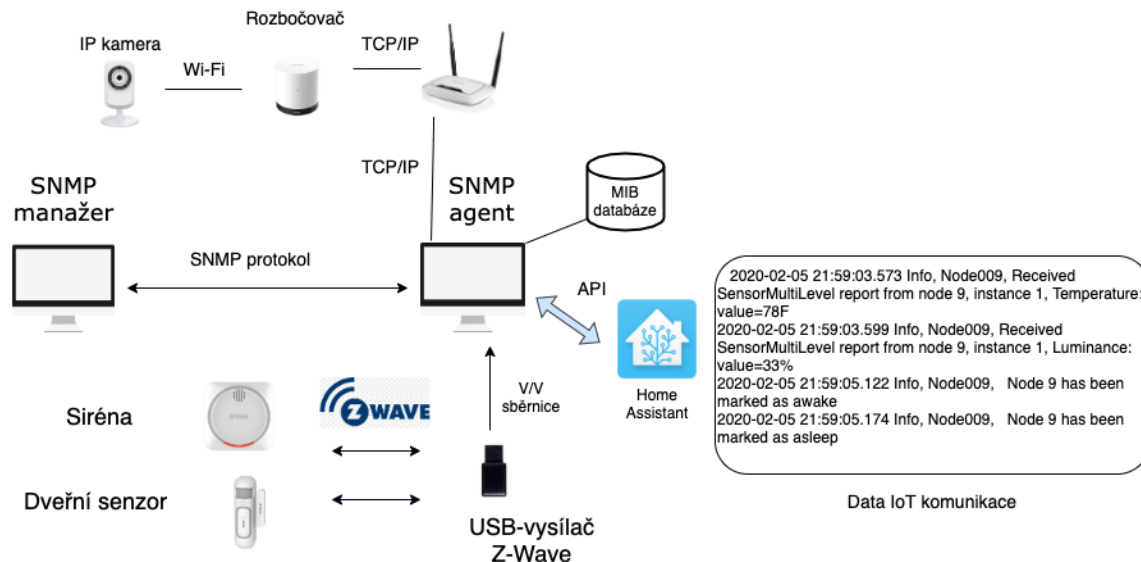 Rozbočovač
IP kamera
TCP/IP
Wi-Fi
TCP/IP
SNMP
manažer
SNMP
agent
MIB
databáze
SNMP protokol
API
2020-02-05 21:59:03.573 Info, Node009, Received
SensorMultiLevel report from node 9, instance 1, Temperature:
value=78F
2020-02-05 21:59:03.599 Info, Node009, Received
SensorMultiLevel report from node 9, instance 1, Luminance:
value=33%
2020-02-05 21:59:05.122 Info, Node009, Node 9 has been
marked as awake
2020-02-05 21:59:05.174 Info, Node009, Node 9 has been
marked as asleep
Home
Assistant
V/V
sběrnice
Siréna
Z WAVE
Dveřní senzor
USB-vysílač
Z-Wave
Data IoT komunikace